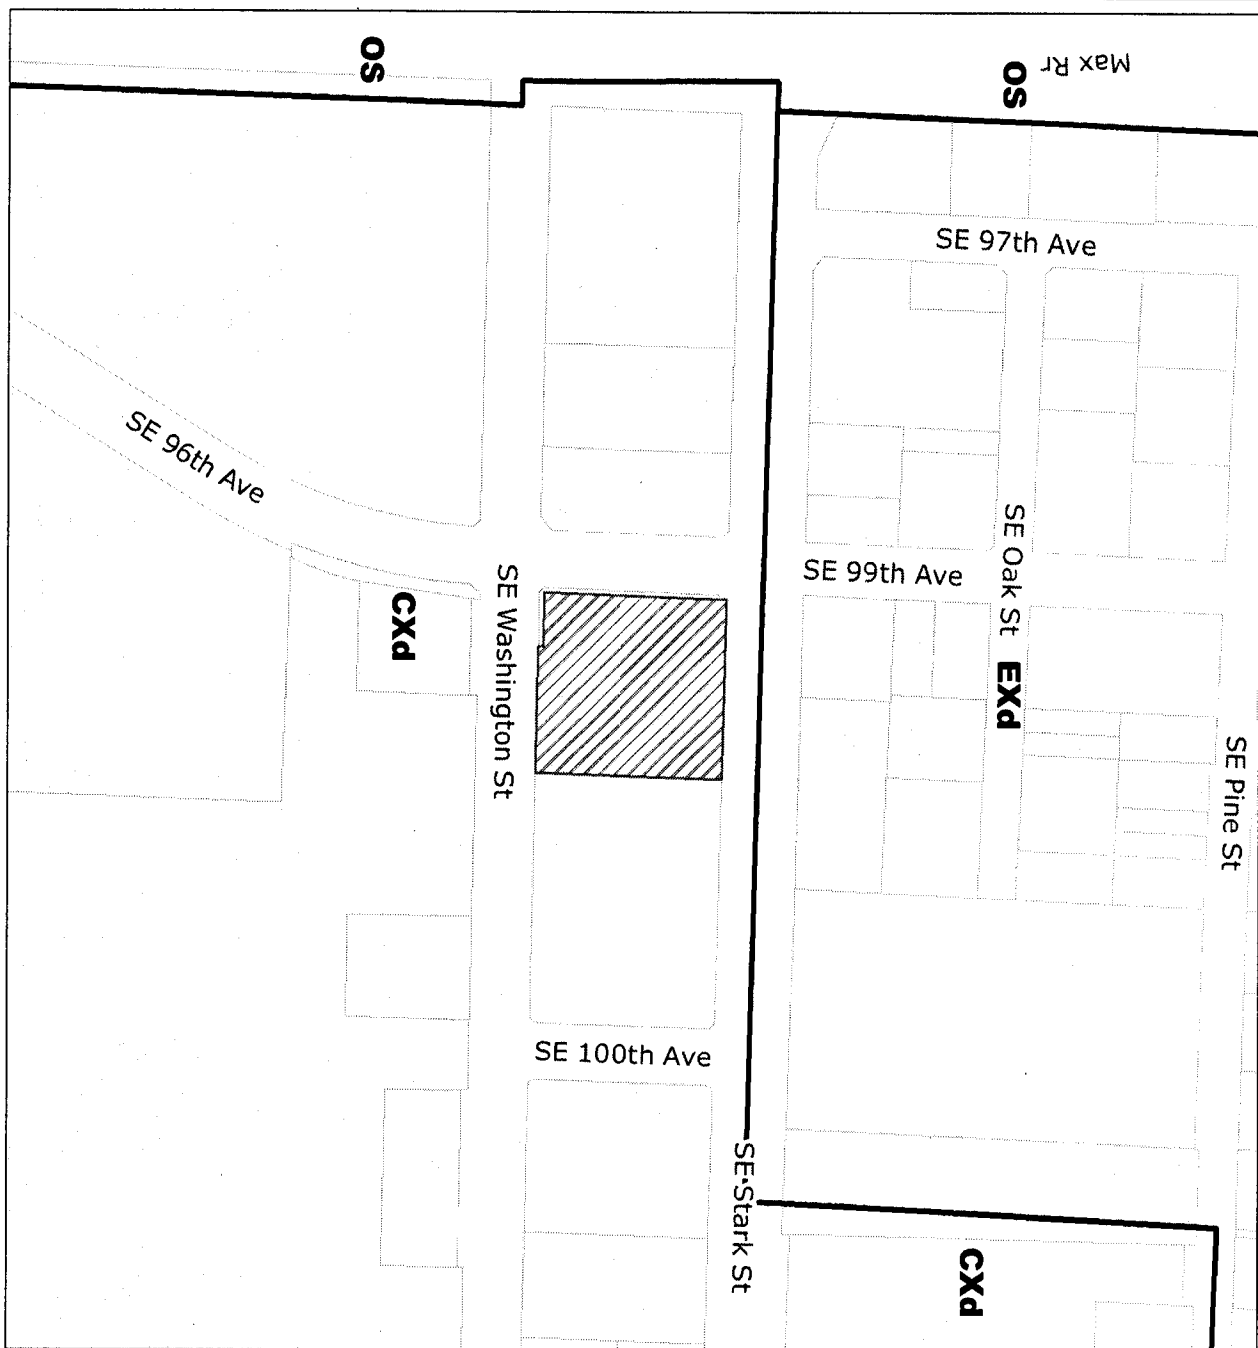 OS
OS
Max Rr
SE 97th Ave
SE 96th Ave
SE Oak St
SE 99th Ave
SE Washington St
CXd
EXd
SE Pine St
SE 100th Ave
SE Stark St
CXd